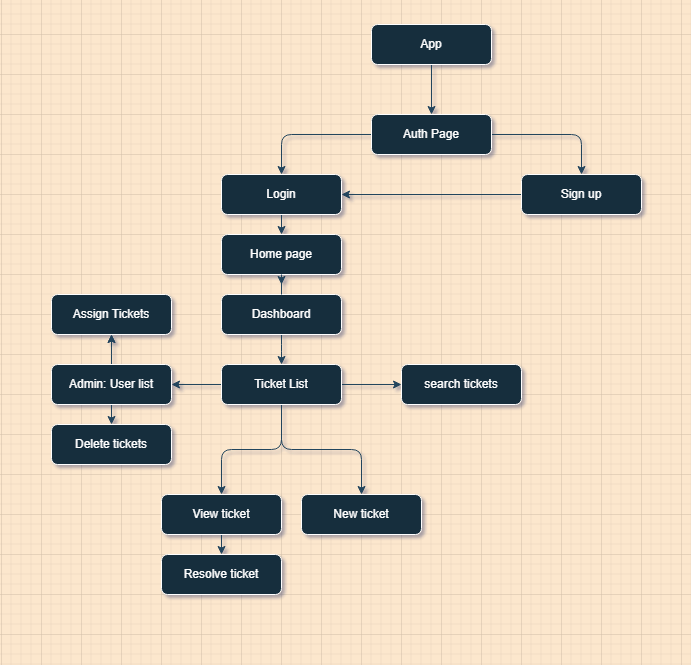 App
Auth Page
Login
Sign up
Home page
Assign Tickets
Dashboard
Admin: User list
Ticket List
search tickets
Delete tickets
View ticket
New ticket
Resolve ticket